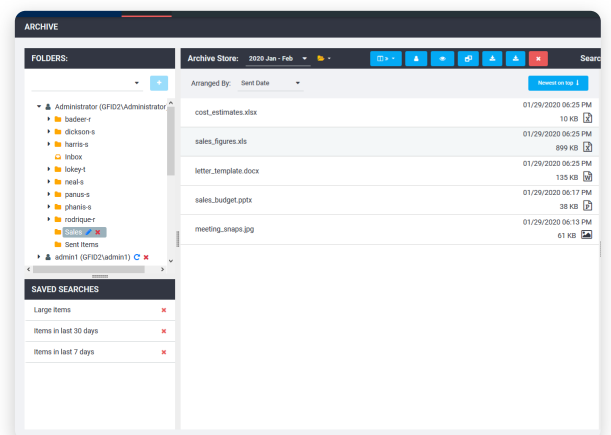 ARCHIVE
FOLDERS:
Administrator (GFID2\Administrator
badeer-r
dickson-s
harris-s
Inbox
lokey-t
neal-s
panus-s
phanis-s
rodrique-r
Sales
Sent Items
admin1 (GFID2\admin1)
SAVED SEARCHES
Large items
Items in last 30 days
Items in last 7 days
Archive Store: 2020 Jan - Feb
Searc
Arranged By: Sent Date
Newest on top
cost_estimates.xlsx
01/29/2020 06:25 PM
10 KB
sales_figures.xls
01/29/2020 06:25 PM
899 KB
letter_template.docx
01/29/2020 06:25 PM
135 KB
sales_budget.pptx
01/29/2020 06:17 PM
38 KB
meeting_snaps.jpg
01/29/2020 06:13 PM
61 KB